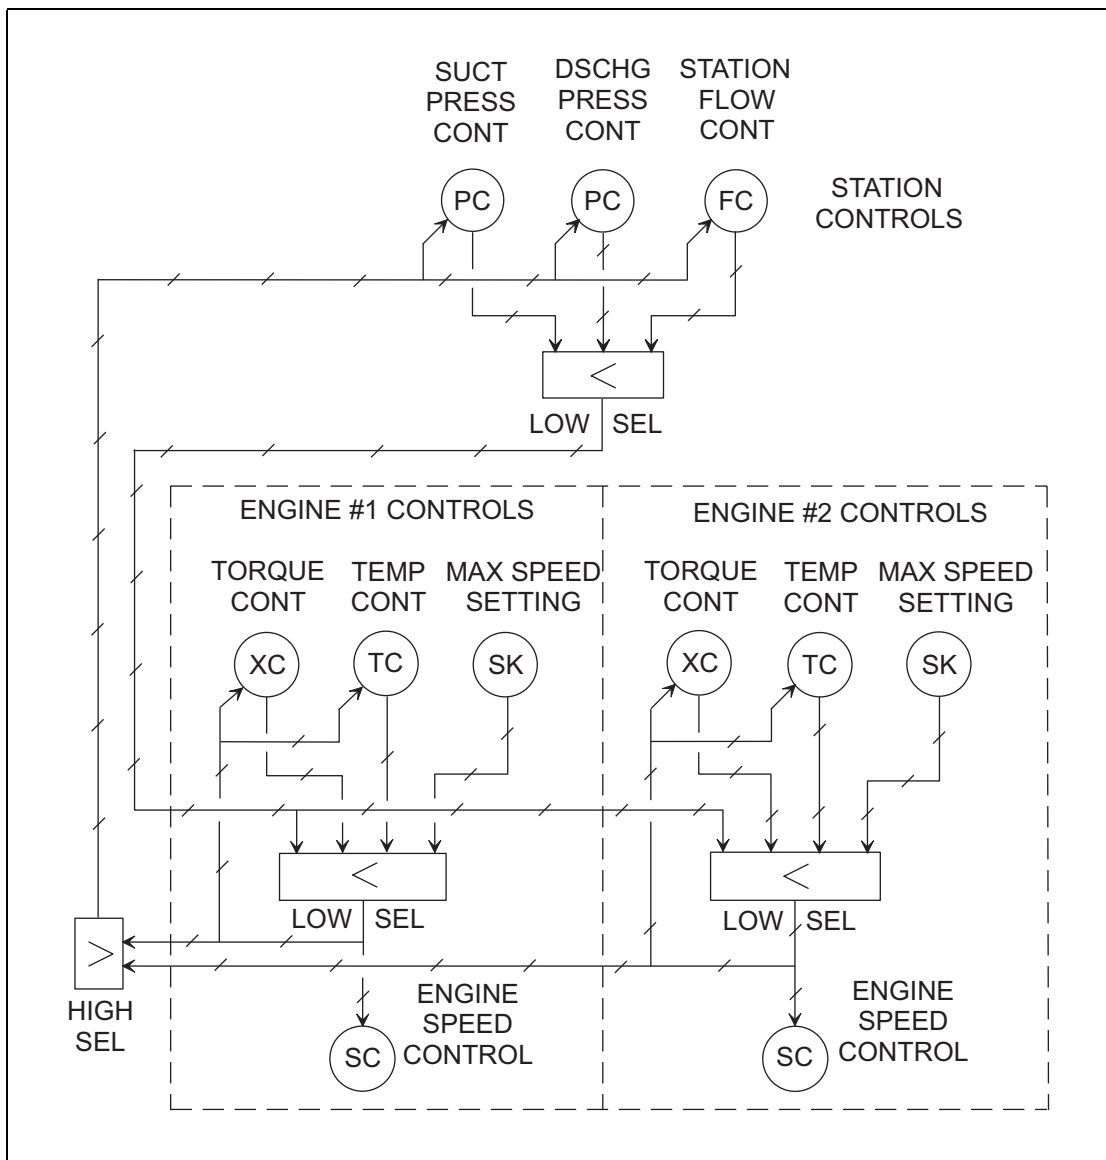 SUCT
PRESS
CONT
DSCHG
PRESS
CONT
STATION
FLOW
CONT
PC
PC
FC
STATION
CONTROLS
<
LOW SEL
ENGINE #1 CONTROLS
ENGINE #2 CONTROLS
TORQUE
CONT
TEMP
CONT
MAX SPEED
SETTING
TORQUE
CONT
TEMP
CONT
MAX SPEED
SETTING
XC
TC
SK
XC
TC
SK
<
<
LOW SEL
LOW SEL
>
HIGH
SEL
ENGINE
SPEED
CONTROL
SC
ENGINE
SPEED
CONTROL
SC